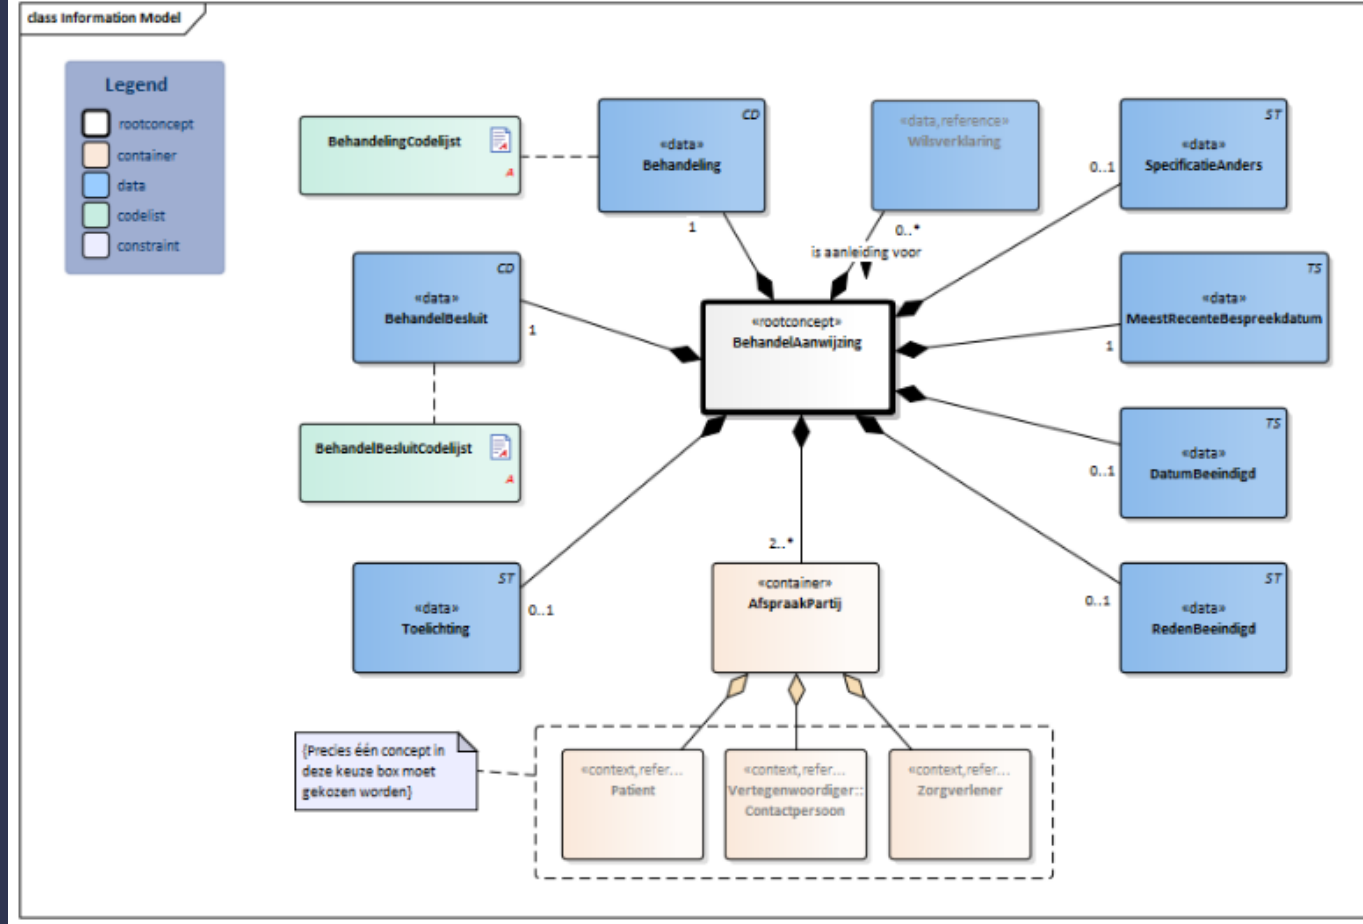 class Information Model
Legend
rootconcept
container
data
codelist
constraint
BehandelingCodelijst
A
CD
«data»
Behandeling
1
«data,reference»
Wilsverklaring
0..*
is aanleiding voor
ST
«data»
SpecificatieAnders
0..1
CD
«data»
BehandelBesluit
1
«rootconcept»
BehandelAanwijzing
TS
«data»
MeestRecenteBespreekdatum
1
BehandelBesluitCodelijst
A
TS
«data»
DatumBeeindigd
0..1
ST
«data»
Toelichting
0..1
2..*
«container»
AfspraakPartij
ST
«data»
RedenBeeindigd
0..1
{Precies één concept in
deze keuze box moet
gekozen worden}
«context,refer...
Patient
«context,refer...
Vertegenwoordiger::
Contactpersoon
«context,refer...
Zorgverlener